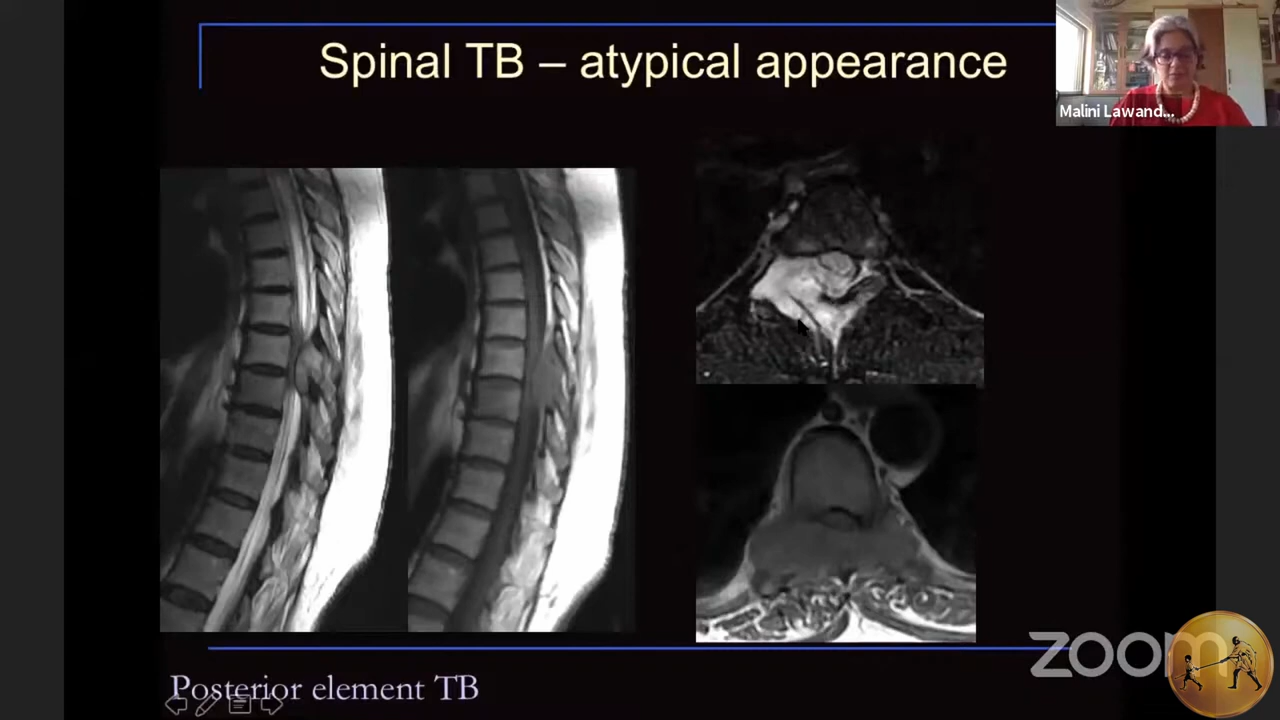 Spinal TB – atypical appearance
Malini Lawand...
Posterior element TB
zoom